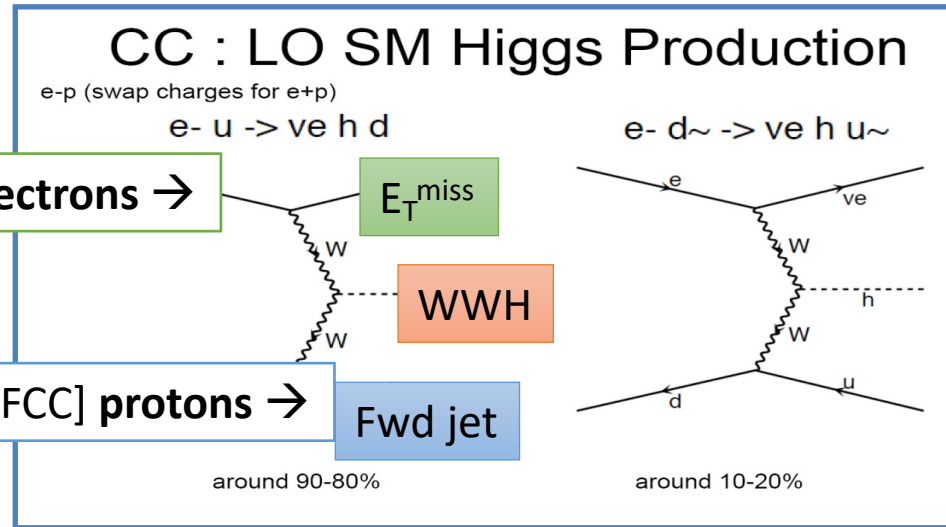 CC : LO SM Higgs Production
e-p (swap charges for e+p)
e- u -> ve h d
e- d~ -> ve h u~
ectrons →
E_T^miss
e
ve
W
W
WWH
h
W
W
FCC] protons →
Fwd jet
d
u
around 90-80%
around 10-20%